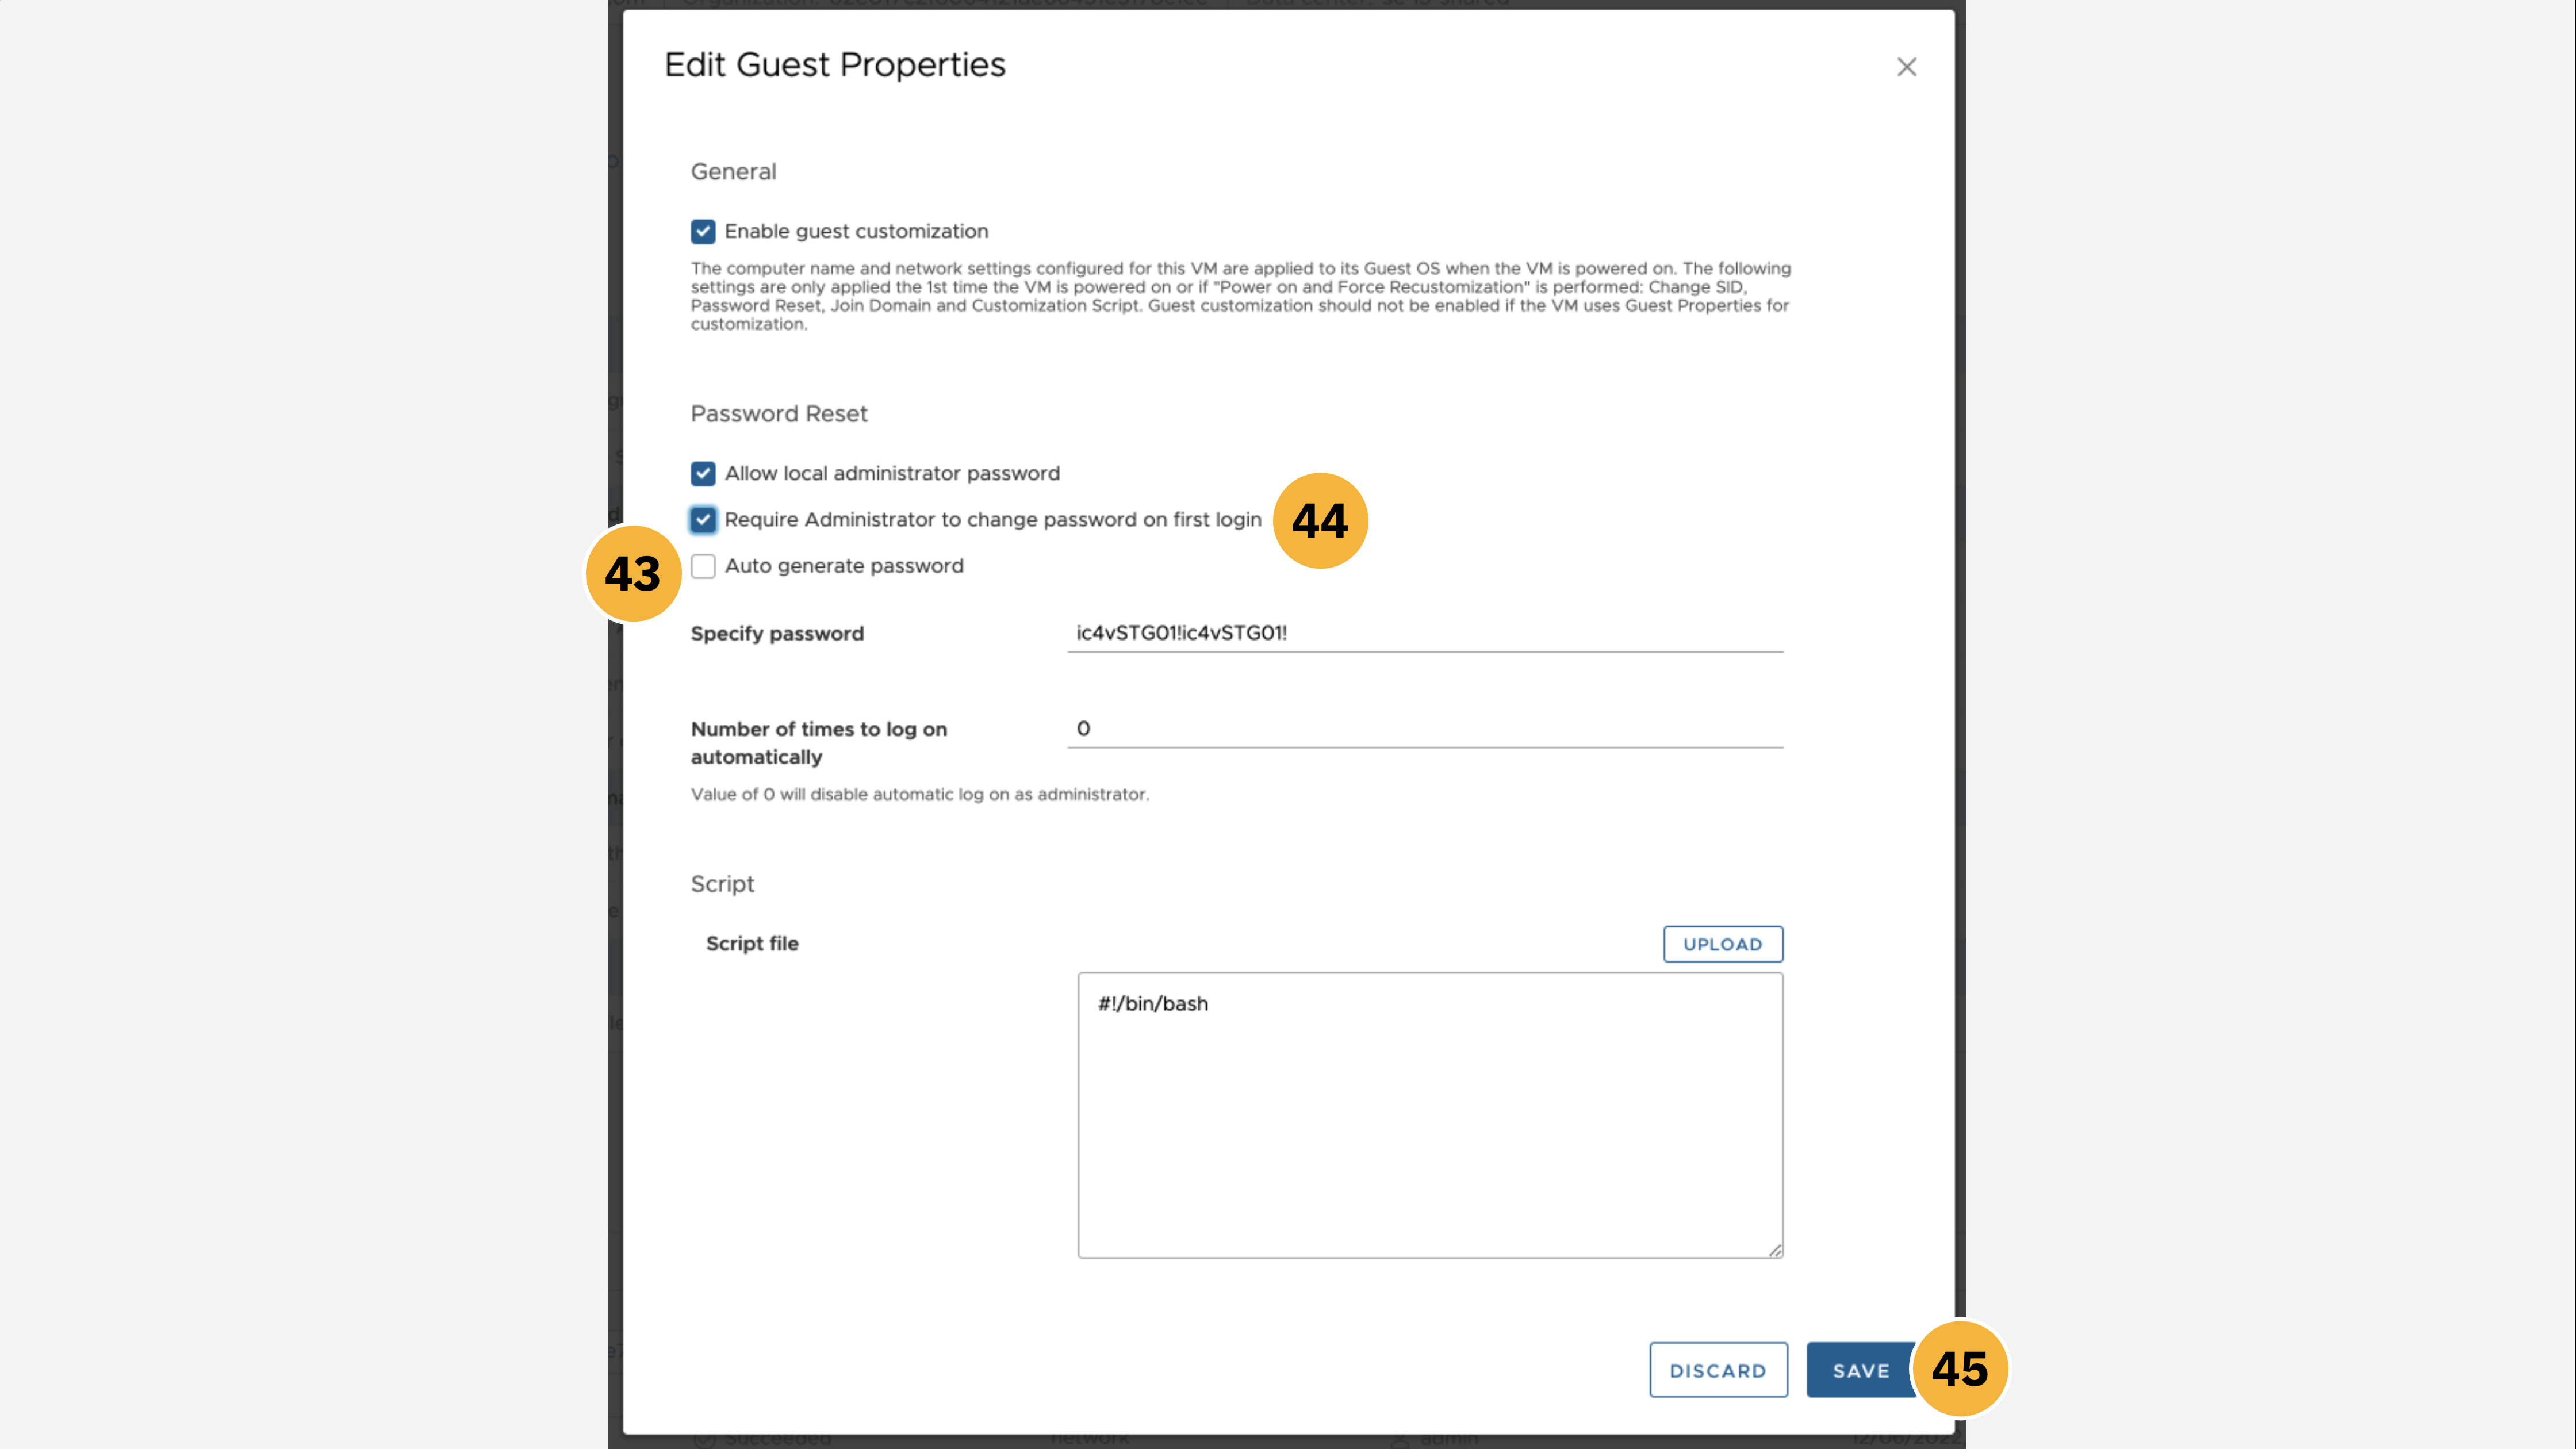 Edit Guest Properties
General
Enable guest customization
The computer name and network settings configured for this VM are applied to its Guest OS when the VM is powered on. The following
settings are only applied the 1st time the VM is powered on or if "Power on and Force Recustomization" is performed: Change SID,
Password Reset, Join Domain and Customization Script. Guest customization should not be enabled if the VM uses Guest Properties for
customization.
Password Reset
Allow local administrator password
Require Administrator to change password on first login
44
43
Auto generate password
Specify password
ic4vSTG01!ic4vSTG01!
Number of times to log on
automatically
0
Value of 0 will disable automatic log on as administrator.
Script
Script file
UPLOAD
#!/bin/bash
DISCARD
SAVE
45
Succeeded
network
admin